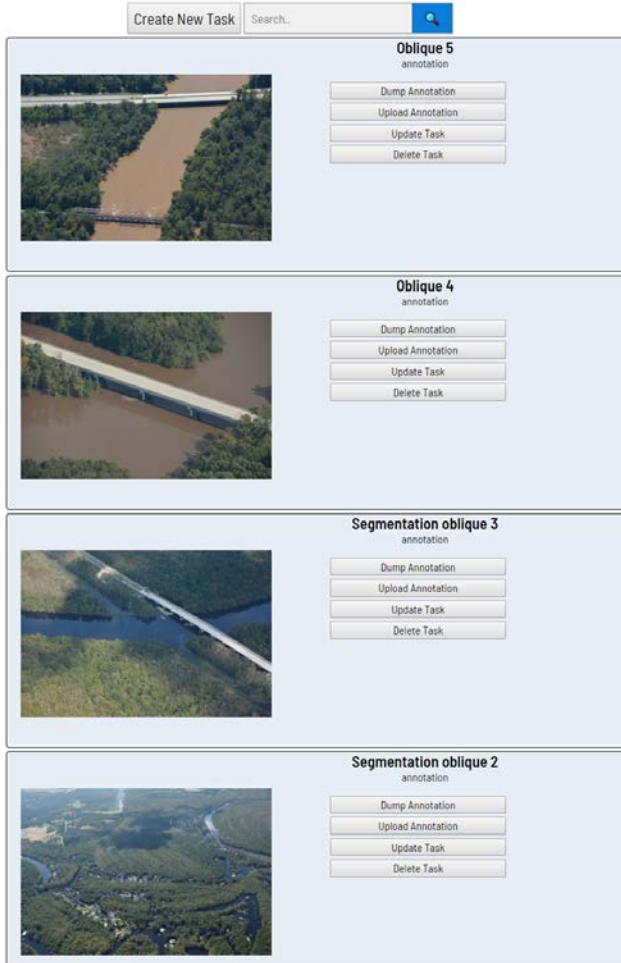 Create New Task
Search..
Oblique 5
annotation
Dump Annotation
Upload Annotation
Update Task
Delete Task
Oblique 4
annotation
Dump Annotation
Upload Annotation
Update Task
Delete Task
Segmentation oblique 3
annotation
Dump Annotation
Upload Annotation
Update Task
Delete Task
Segmentation oblique 2
annotation
Dump Annotation
Upload Annotation
Update Task
Delete Task